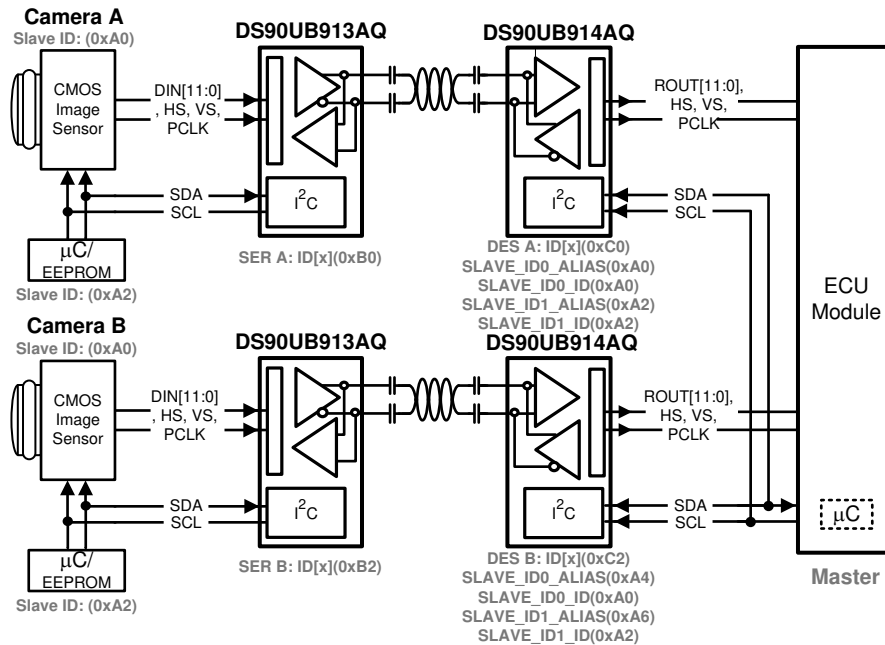 Camera A
Slave ID: (0xA0)
DS90UB913AQ
DS90UB914AQ
CMOS
Image
Sensor
DIN[11:0]
, HS, VS,
PCLK
ROUT[11:0],
HS, VS,
PCLK
SDA
SCL
I²C
I²C
SDA
SCL
µC/
EEPROM
Slave ID: (0xA2)
SER A: ID[x](0xB0)
DES A: ID[x](0xC0)
SLAVE_ID0_ALIAS(0xA0)
SLAVE_ID0_ID(0xA0)
SLAVE_ID1_ALIAS(0xA2)
SLAVE_ID1_ID(0xA2)
ECU
Module
Camera B
Slave ID: (0xA0)
DS90UB913AQ
DS90UB914AQ
CMOS
Image
Sensor
DIN[11:0]
, HS, VS,
PCLK
ROUT[11:0],
HS, VS,
PCLK
SDA
SCL
I²C
I²C
SDA
SCL
µC
µC/
EEPROM
Slave ID: (0xA2)
SER B: ID[x](0xB2)
DES B: ID[x](0xC2)
SLAVE_ID0_ALIAS(0xA4)
SLAVE_ID0_ID(0xA0)
SLAVE_ID1_ALIAS(0xA6)
SLAVE_ID1_ID(0xA2)
Master